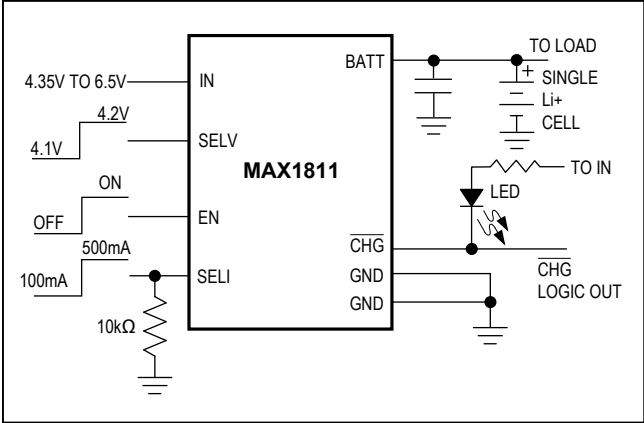 4.35V TO 6.5V
IN
4.2V
4.1V
SELV
ON
OFF
EN
500mA
100mA
SELI
10kΩ
MAX1811
BATT
TO LOAD
+
SINGLE
Li+
CELL
TO IN
LED
CHG
CHG
LOGIC OUT
GND
GND